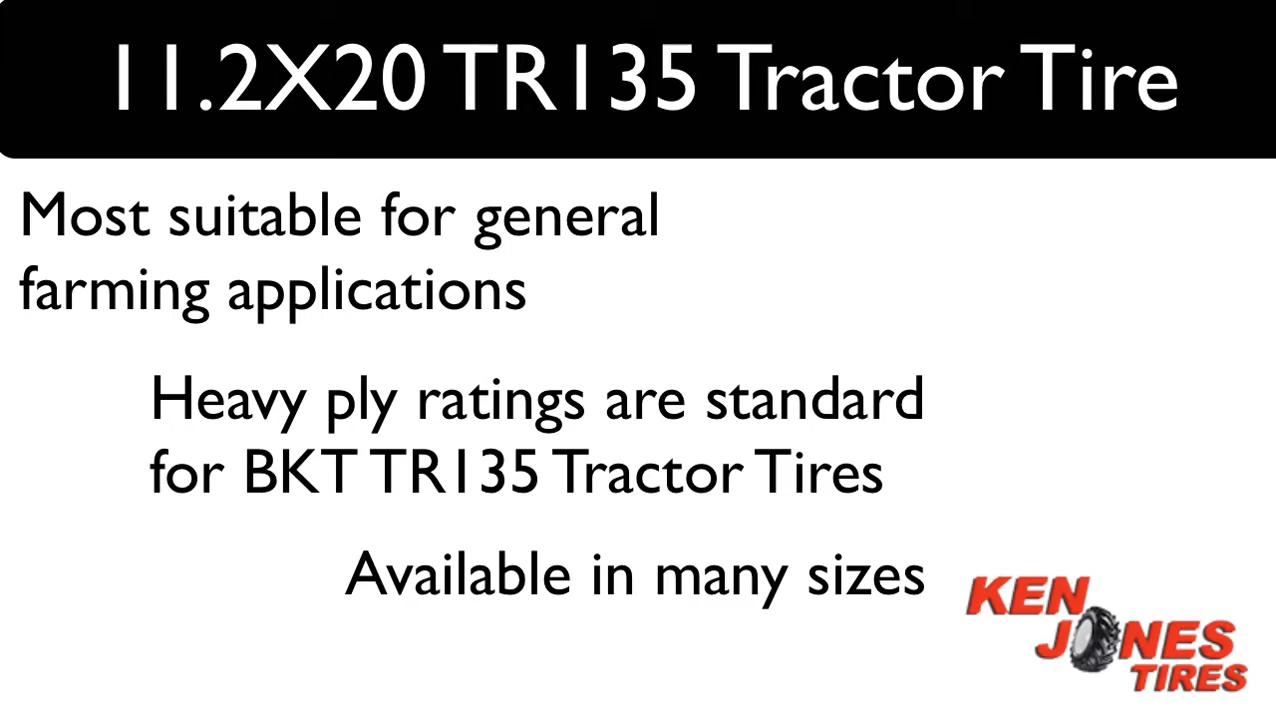 11.2X20 TR135 Tractor Tire
Most suitable for general
farming applications
Heavy ply ratings are standard
for BKT TR135 Tractor Tires
Available in many sizes
KEN
JONES
TIRES